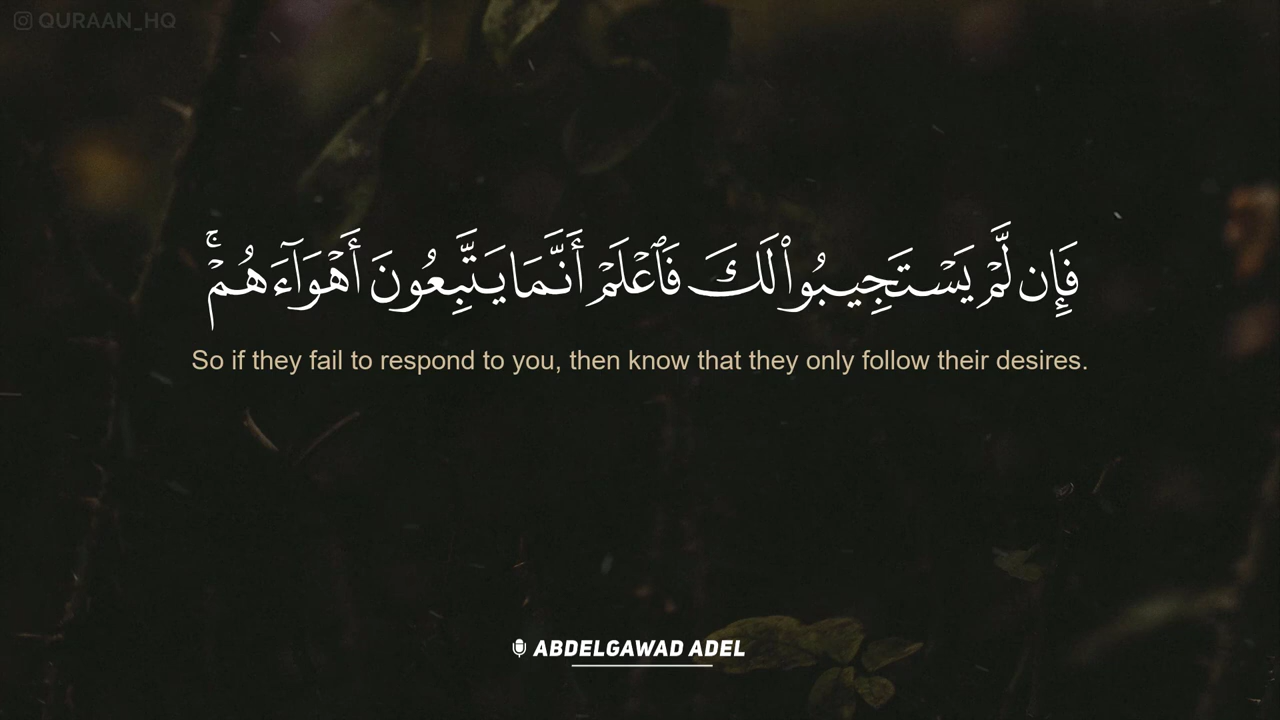 QURAAN_HQ
فَإِن لَّمْ يَسْتَجِيبُوا۟ لَكَ فَٱعْلَمْ أَنَّمَا يَتَّبِعُونَ أَهْوَآءَهُمْ ۚ
So if they fail to respond to you, then know that they only follow their desires.
ABDELGAWAD ADEL